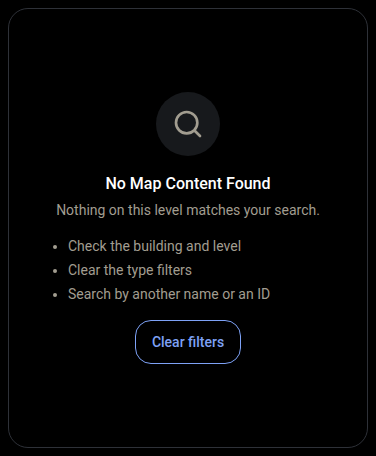 No Map Content Found
Nothing on this level matches your search.
• Check the building and level
• Clear the type filters
• Search by another name or an ID
Clear filters